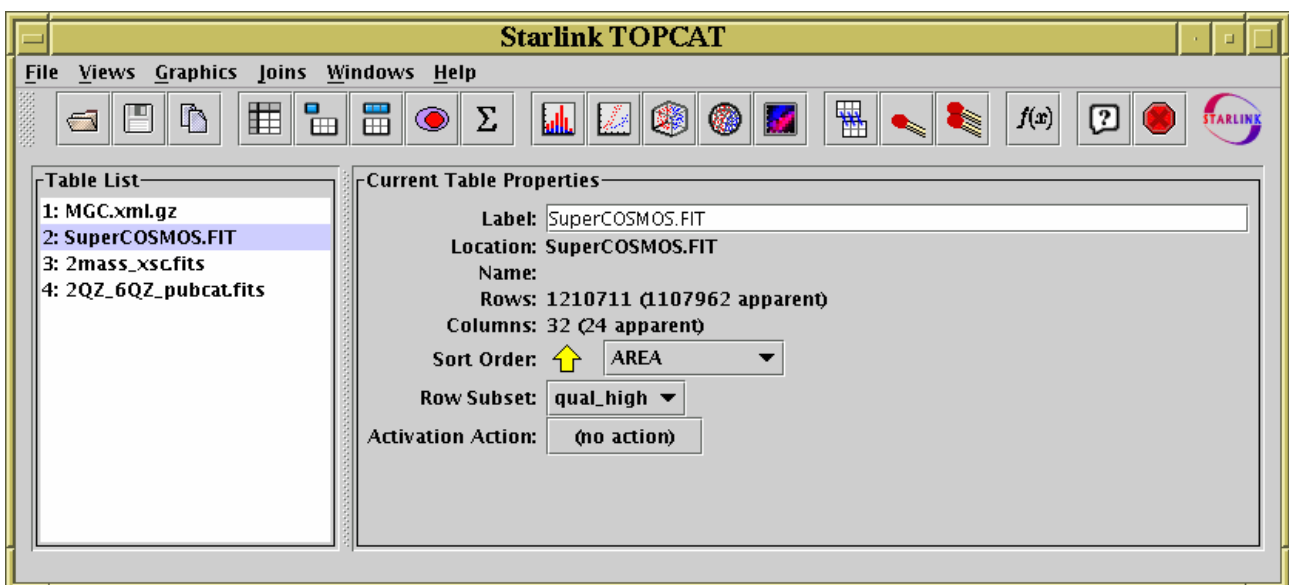 Starlink TOPCAT
File Views Graphics Joins Windows Help
Σ f(x) ? STARLINK
Table List
1: MGC.xml.gz
2: SuperCOSMOS.FIT
3: 2mass_xsc.fits
4: 2QZ_6QZ_pubcat.fits
Current Table Properties
Label: SuperCOSMOS.FIT
Location: SuperCOSMOS.FIT
Name:
Rows: 1210711 (1107962 apparent)
Columns: 32 (24 apparent)
Sort Order: AREA
Row Subset: qual_high
Activation Action: (no action)